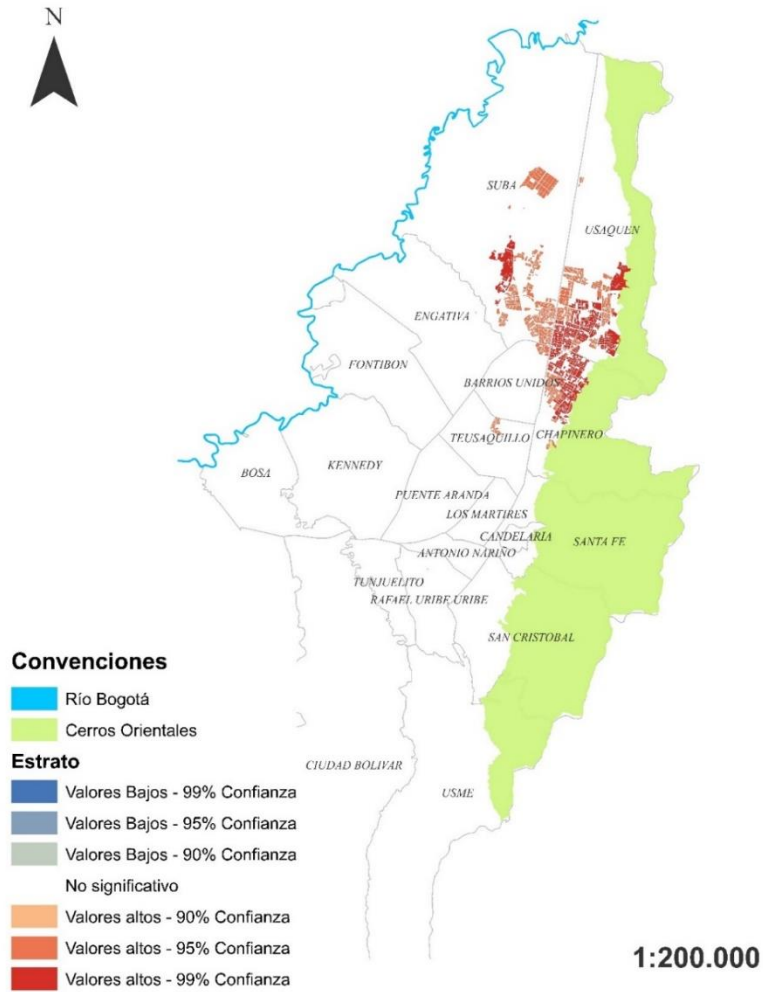 N
SUBA
USAQUEN
ENGATIVA
FONTIBON
BARRIOS UNIDOS
TEUSAQUILLO
CHAPINERO
BOSA
KENNEDY
PUENTE ARANDA
LOS MARTIRES
CANDELARIA
SANTA FE
ANTONIO NARIÑO
TUNJUELITO
RAFAEL URIBE URIBE
SAN CRISTOBAL
CIUDAD BOLIVAR
USME
Convenciones
Río Bogotá
Cerros Orientales
Estrato
Valores Bajos - 99% Confianza
Valores Bajos - 95% Confianza
Valores Bajos - 90% Confianza
No significativo
Valores altos - 90% Confianza
Valores altos - 95% Confianza
Valores altos - 99% Confianza
1:200.000